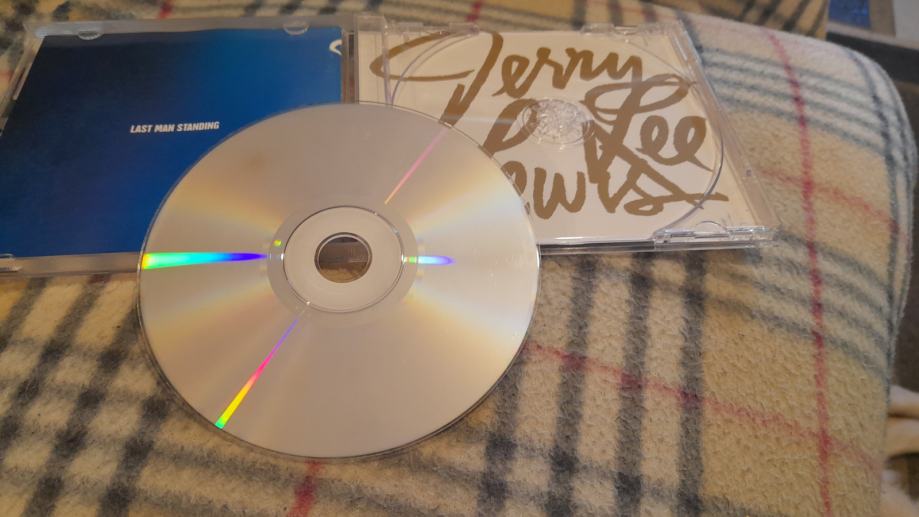 LAST MAN STANDING
Jerry
Lee
Lewis